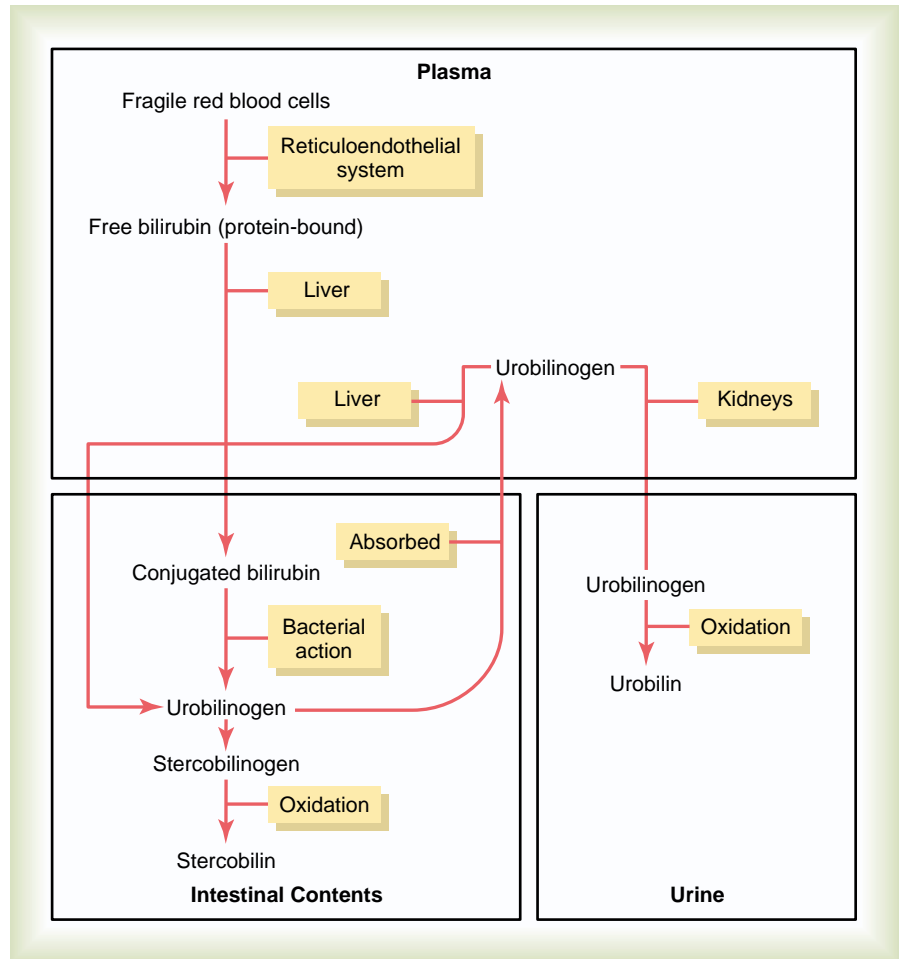 Plasma
Fragile red blood cells
Reticuloendothelial
system
Free bilirubin (protein-bound)
Liver
Urobilinogen
Liver
Kidneys
Absorbed
Conjugated bilirubin
Bacterial
action
Urobilinogen
Stercobilinogen
Oxidation
Stercobilin
Intestinal Contents
Urobilinogen
Oxidation
Urobilin
Urine